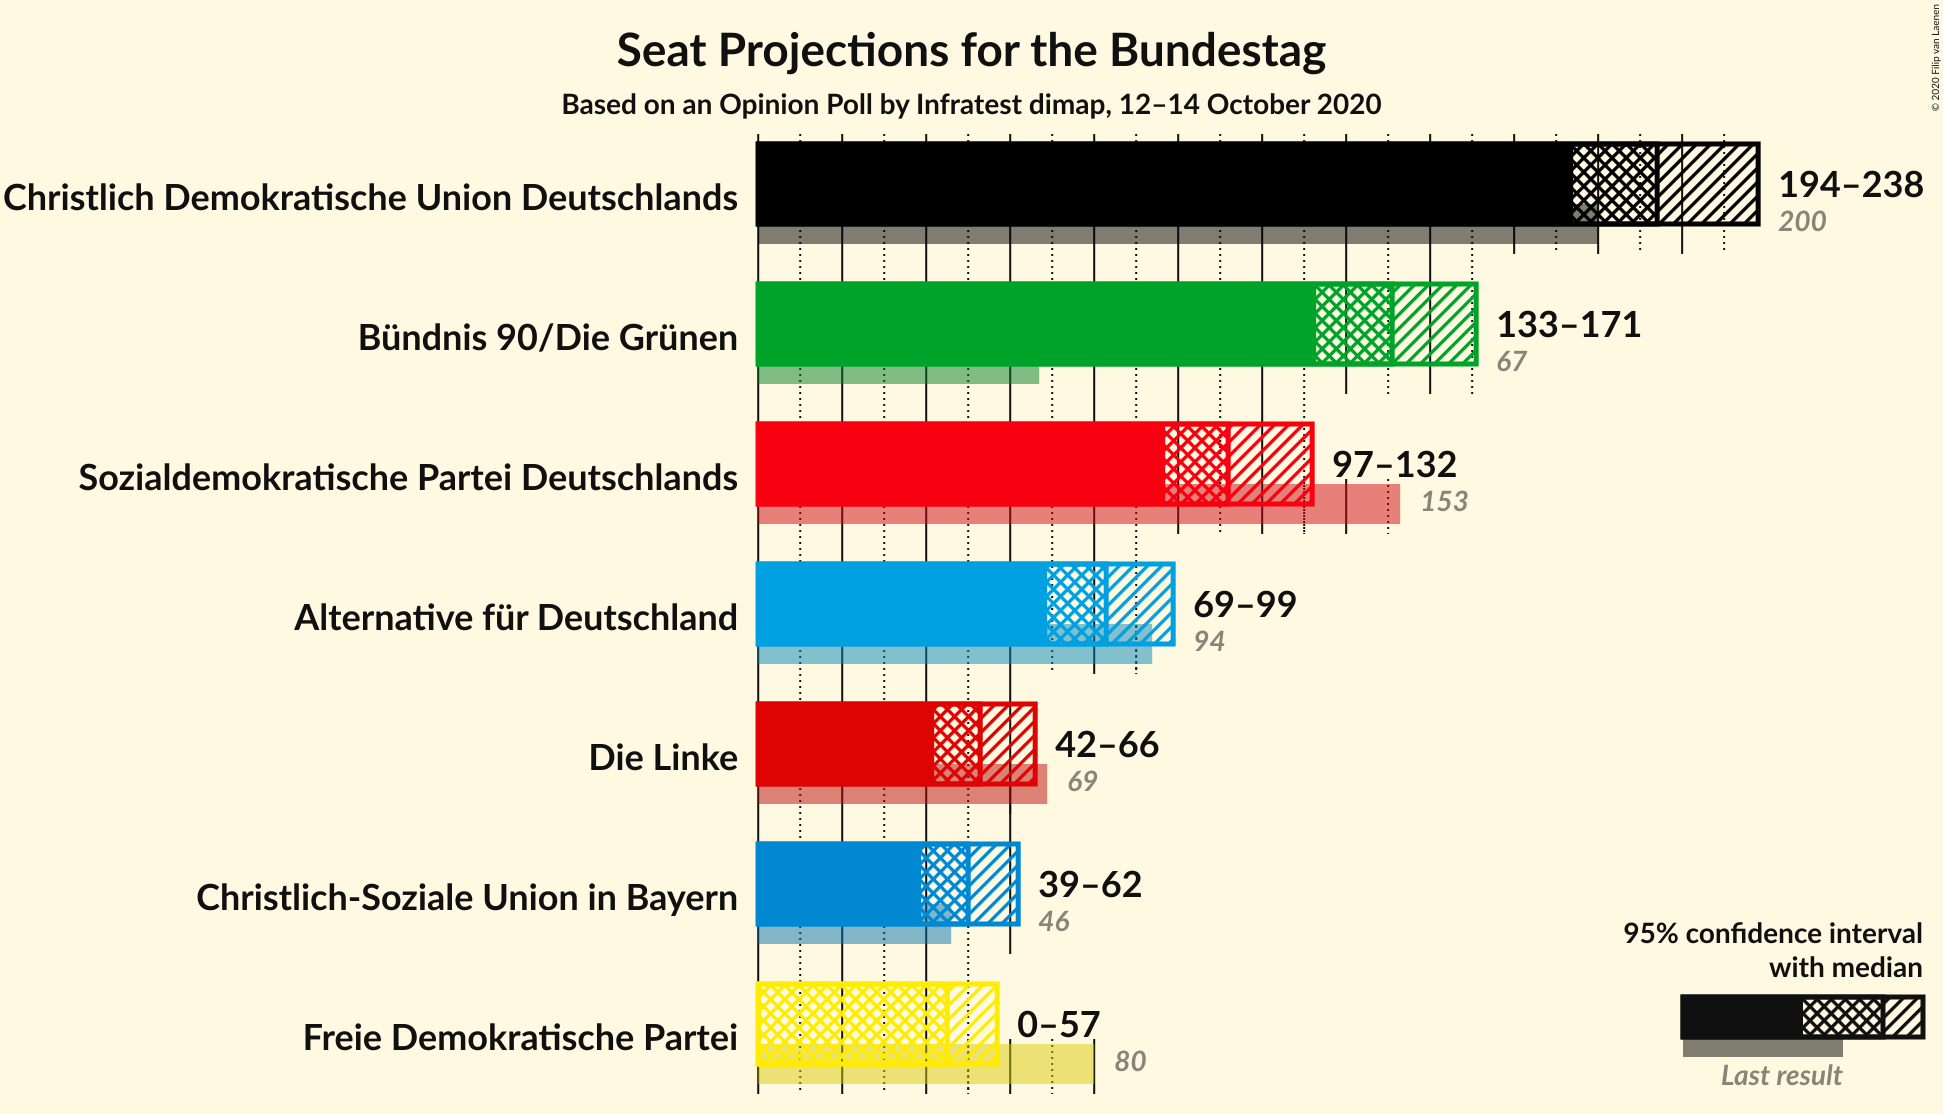 Seat Projections for the Bundestag
Based on an Opinion Poll by Infratest dimap, 12–14 October 2020
© 2020 Filip van Laenen
Christlich Demokratische Union Deutschlands
194–238
200
Bündnis 90/Die Grünen
133–171
67
Sozialdemokratische Partei Deutschlands
97–132
153
Alternative für Deutschland
69–99
94
Die Linke
42–66
69
Christlich-Soziale Union in Bayern
39–62
46
Freie Demokratische Partei
0–57
80
95% confidence interval
with median
Last result